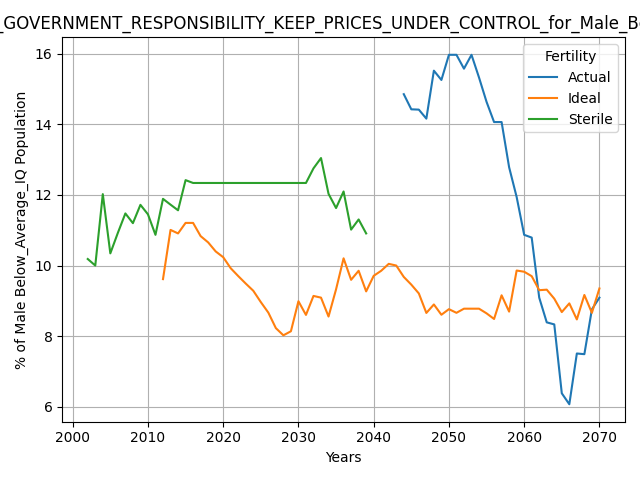 _GOVERNMENT_RESPONSIBILITY_KEEP_PRICES_UNDER_CONTROL_for_Male_B
Fertility
Actual
Ideal
Sterile
% of Male Below_Average_IQ Population
16
14
12
10
8
6
2000 2010 2020 2030 2040 2050 2060 2070
Years